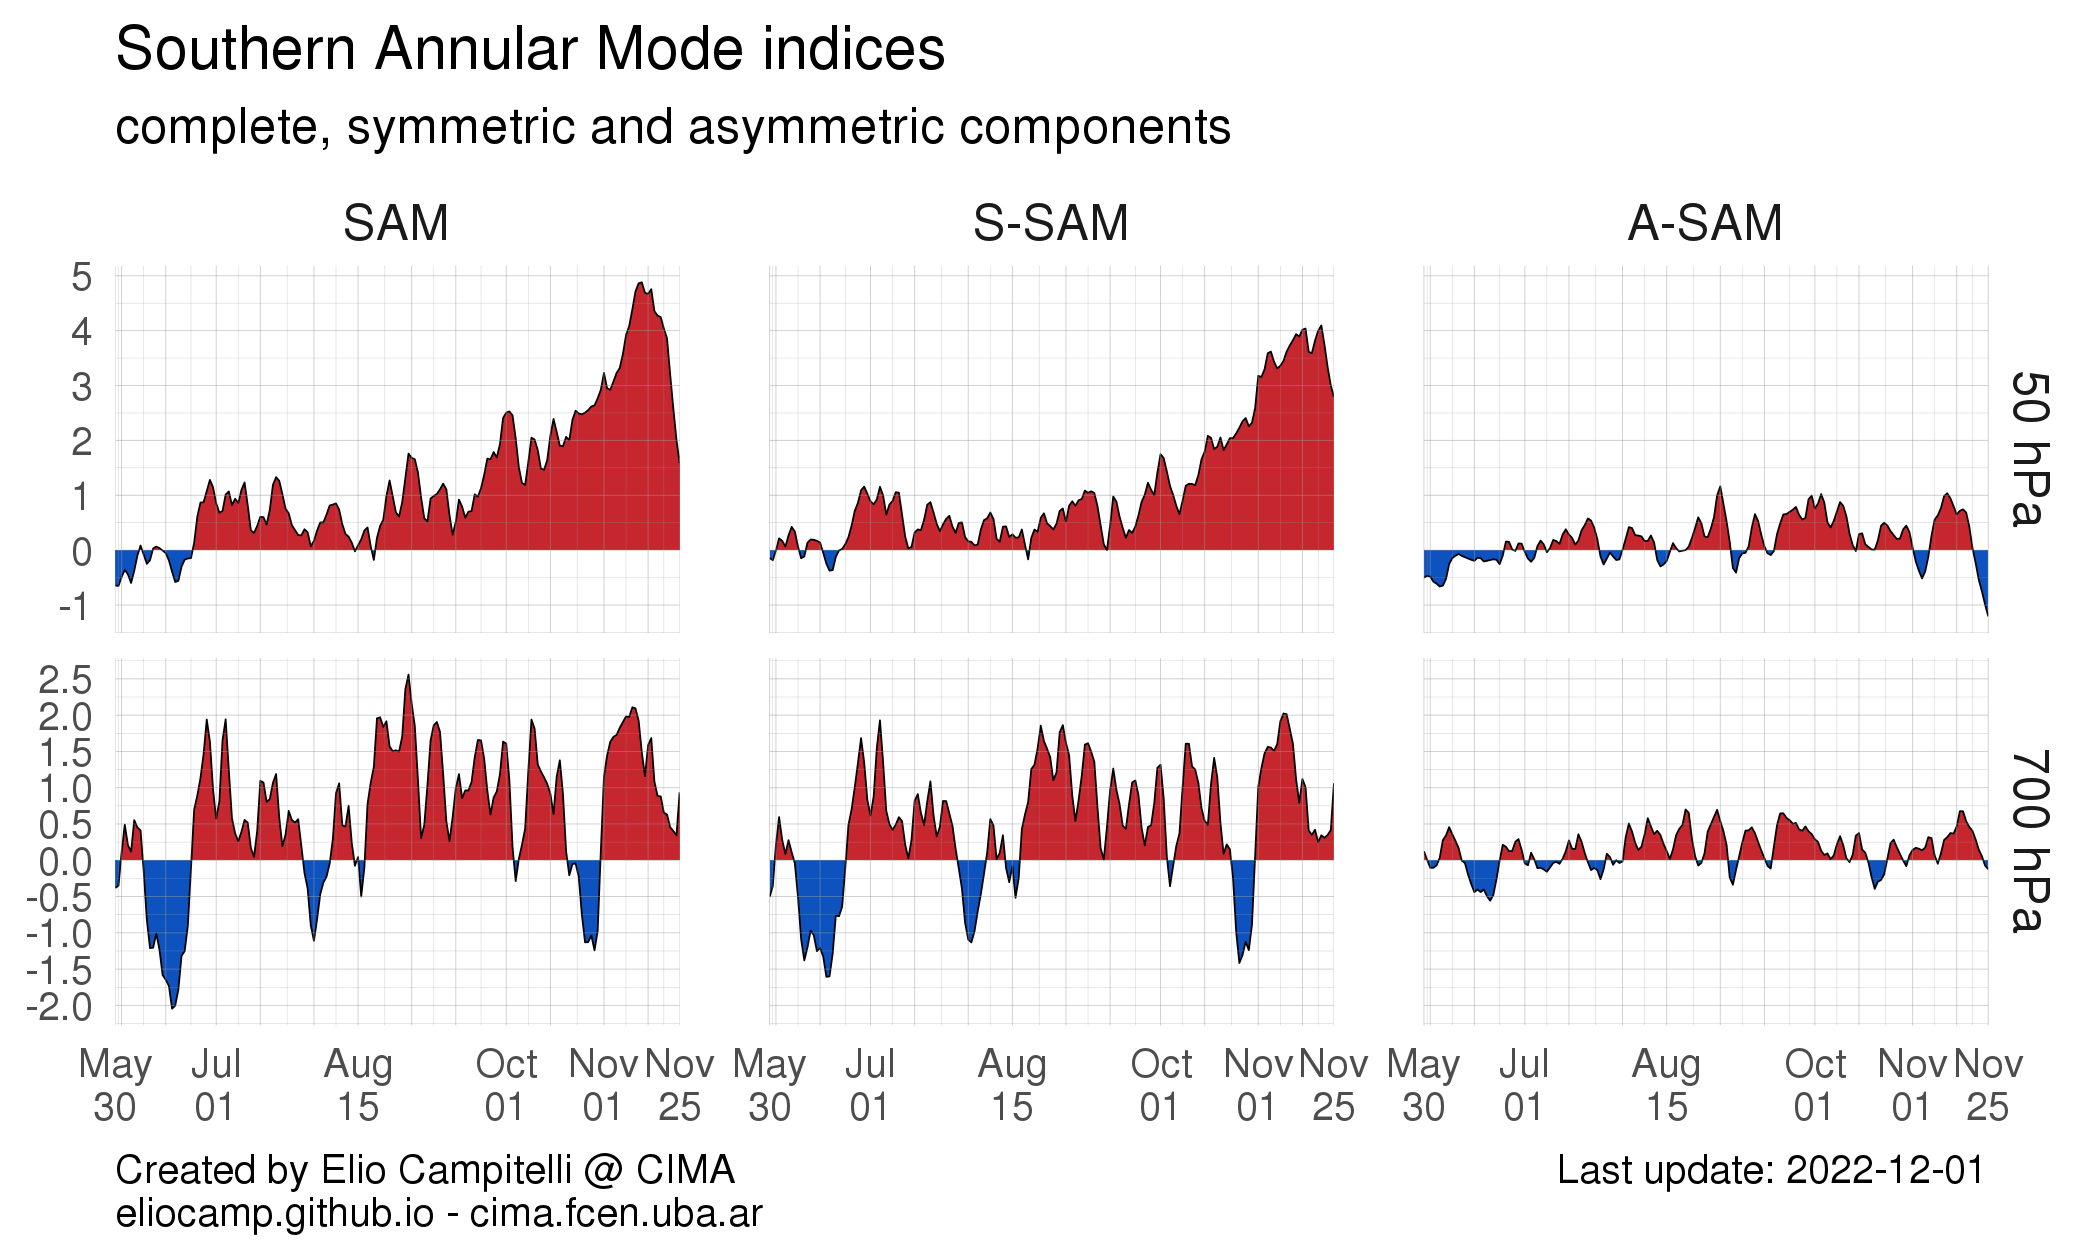 Southern Annular Mode indices
complete, symmetric and asymmetric components
SAM S-SAM A-SAM
5
4
3
2
1
0
-1
50 hPa
2.5
2.0
1.5
1.0
0.5
0.0
-0.5
-1.0
-1.5
-2.0
700 hPa
May Jul Aug Oct Nov Nov May Jul Aug Oct Nov Nov May Jul Aug Oct Nov Nov
30 01 15 01 01 25 30 01 15 01 01 25 30 01 15 01 01 25
Created by Elio Campitelli @ CIMA
eliocamp.github.io - cima.fcen.uba.ar
Last update: 2022-12-01